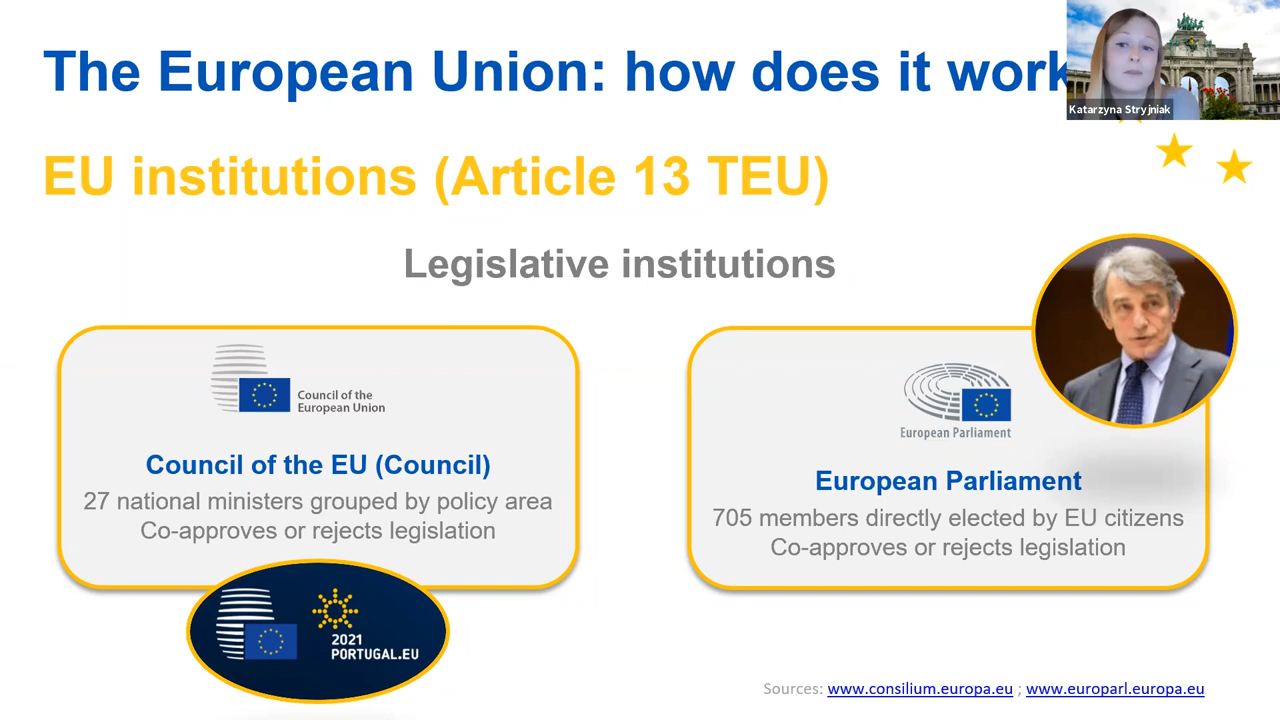 The European Union: how does it work
Katarzyna Stryjniak
EU institutions (Article 13 TEU)
Legislative institutions
Council of the
European Union
Council of the EU (Council)
27 national ministers grouped by policy area
Co-approves or rejects legislation
2021
PORTUGAL.EU
European Parliament
European Parliament
705 members directly elected by EU citizens
Co-approves or rejects legislation
Sources: www.consilium.europa.eu ; www.europarl.europa.eu